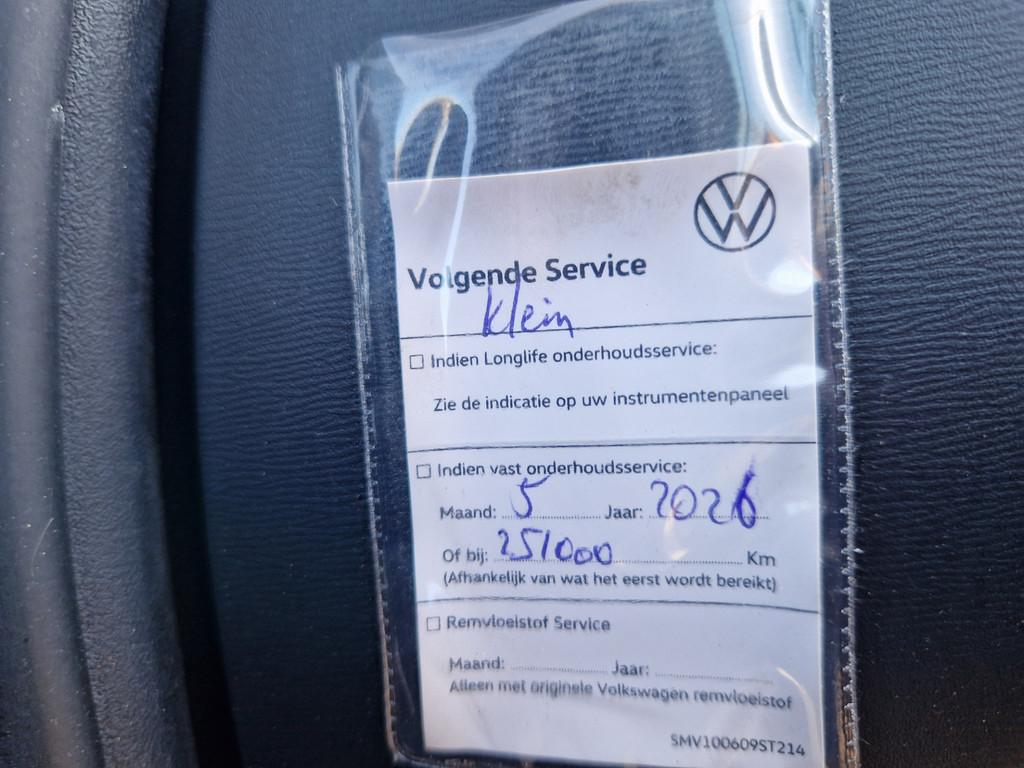 Volgende Service
klein
☐ Indien Longlife onderhoudsservice:
Zie de indicatie op uw instrumentenpaneel
☐ Indien vast onderhoudsservice:
Maand: 5 Jaar: 2026
Of bij: 251000 Km
(Afhankelijk van wat het eerst wordt bereikt)
☐ Remvloeistof Service
Maand: Jaar:
Alleen met originele Volkswagen remvloeistof
SMV100609ST214